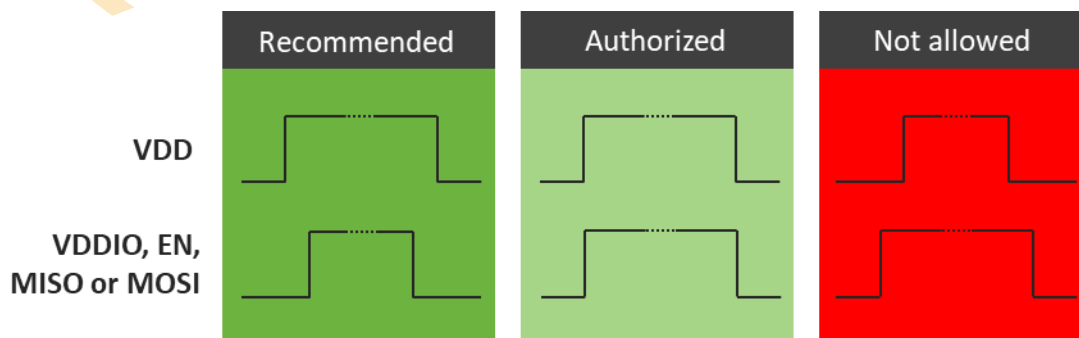 Recommended
Authorized
Not allowed
VDD
VDDIO, EN,
MISO or MOSI